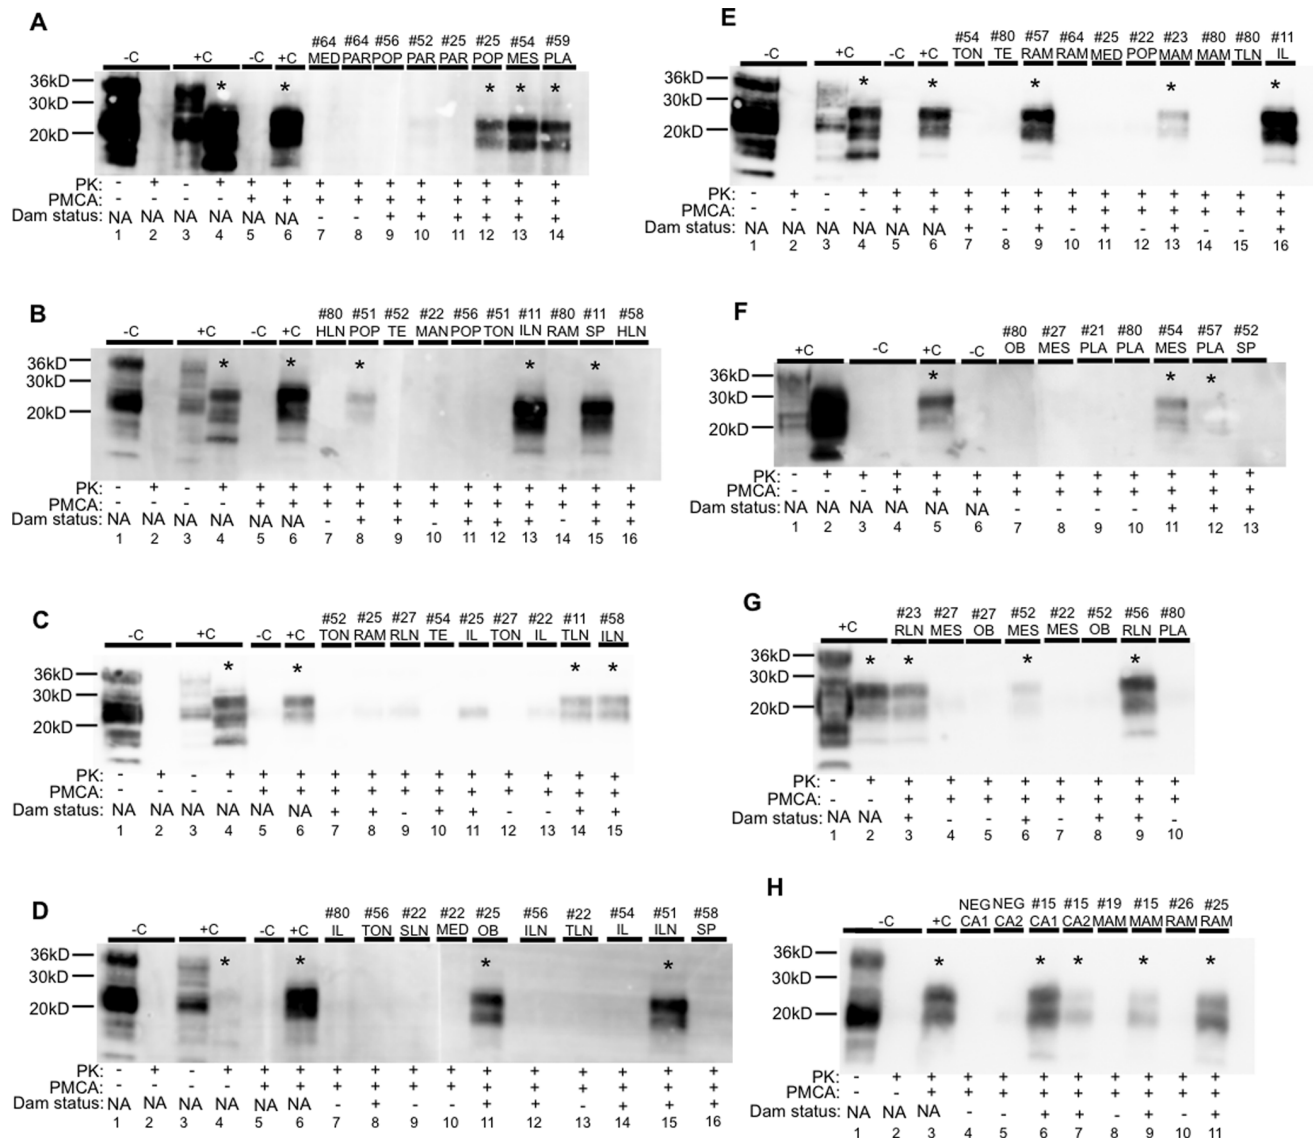 A
#64 #64 #56 #52 #25 #25 #54 #59
-C +C -C +C MED PAR POP PAR PAR POP MES PLA
36kD * * * * *
30kD
20kD
PK: - + - + + + + + + + + + + +
PMCA: - - - - + + + + + + + + + +
Dam status: NA NA NA NA NA NA - - + + + + + +
1 2 3 4 5 6 7 8 9 10 11 12 13 14
B
#80 #51 #52 #22 #56 #51 #11 #80 #11 #58
-C +C -C +C HLN POP TE MAN POP TON ILN RAM SP HLN
36kD * * * * *
30kD
20kD
PK: - + - + + + + + + + + + + + + +
PMCA: - - - - + + + + + + + + + + + +
Dam status: NA NA NA NA NA NA - + + - + + + - + +
1 2 3 4 5 6 7 8 9 10 11 12 13 14 15 16
C
#52 #25 #27 #54 #25 #27 #22 #11 #58
-C +C -C +C TON RAM RLN TE IL TON IL TLN ILN
36kD * * * *
30kD
20kD
PK: - + - + + + + + + + + + + + +
PMCA: - - - - + + + + + + + + + + +
Dam status: NA NA NA NA NA NA + + - + + - - + +
1 2 3 4 5 6 7 8 9 10 11 12 13 14 15
D
#80 #56 #22 #22 #25 #56 #22 #54 #51 #58
-C +C -C +C IL TON SLN MED OB ILN TLN IL ILN SP
36kD * * * *
30kD
20kD
PK: - + - + + + + + + + + + + + + +
PMCA: - - - - + + + + + + + + + + + +
Dam status: NA NA NA NA NA NA - + - - + + - + + +
1 2 3 4 5 6 7 8 9 10 11 12 13 14 15 16
E
#54 #80 #57 #64 #25 #22 #23 #80 #80 #11
-C +C -C +C TON TE RAM RAM MED POP MAM MAM TLN IL
36kD * * * * *
30kD
20kD
PK: - + - + + + + + + + + + + + + +
PMCA: - - - - + + + + + + + + + + + +
Dam status: NA NA NA NA NA NA + - + - + - + - - +
1 2 3 4 5 6 7 8 9 10 11 12 13 14 15 16
F
#80 #27 #21 #80 #54 #57 #52
+C -C +C -C OB MES PLA PLA MES PLA SP
36kD * * *
30kD
20kD
PK: - + + + + + + + + + + + +
PMCA: - - - + + + + + + + + + +
Dam status: NA NA NA NA NA NA - - - - + + +
1 2 3 4 5 6 7 8 9 10 11 12 13
G
#23 #27 #27 #52 #22 #52 #56 #80
+C RLN MES OB MES MES OB RLN PLA
36kD * * * *
30kD
20kD
PK: - + + + + + + + + +
PMCA: - - + + + + + + + +
Dam status: NA NA + - - + - + + -
1 2 3 4 5 6 7 8 9 10
H
NEG NEG #15 #15 #19 #15 #26 #25
-C +C CA1 CA2 CA1 CA2 MAM MAM RAM RAM
36kD * * * * *
30kD
20kD
PK: - + + + + + + + + + +
PMCA: - - + + + + + + + + +
Dam status: NA NA NA - - + + - + - +
1 2 3 4 5 6 7 8 9 10 11